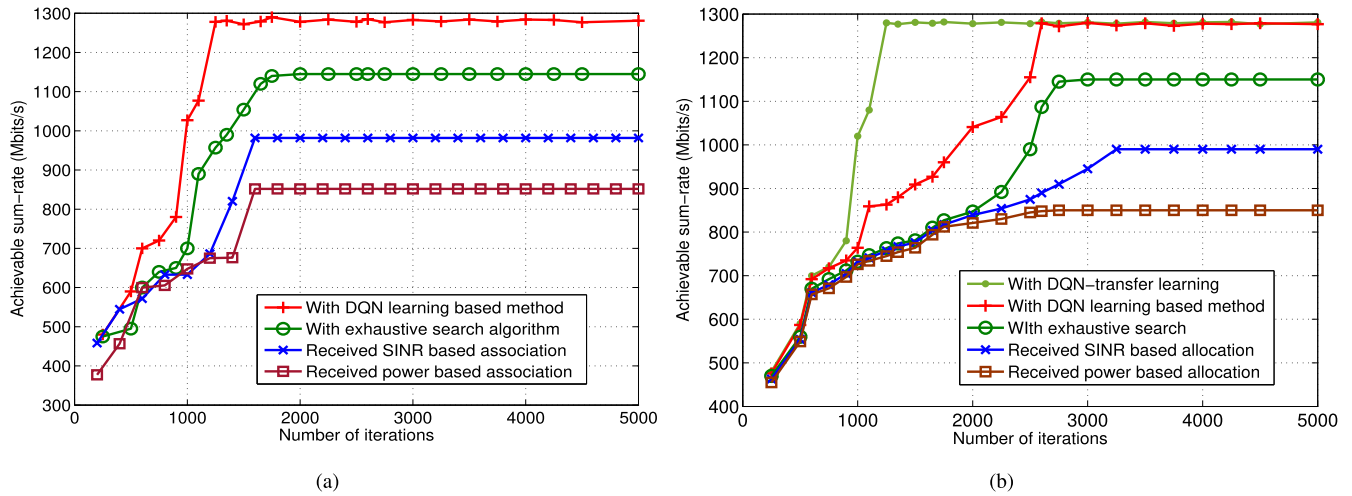 1300
1200
1100
1000
900
800
700
600
500
400
300
0
1000
2000
3000
4000
5000
Achievable sum−rate (Mbits/s)
Number of iterations
With DQN learning based method
With exhaustive search algorithm
Received SINR based association
Received power based association
(a)
1300
1200
1100
1000
900
800
700
600
500
400
0
1000
2000
3000
4000
5000
Achievable sum−rate (Mbits/s)
Number of iterations
With DQN−transfer learning
With DQN learning based method
WIth exhaustive search
Received SINR based allocation
Received power based allocation
(b)